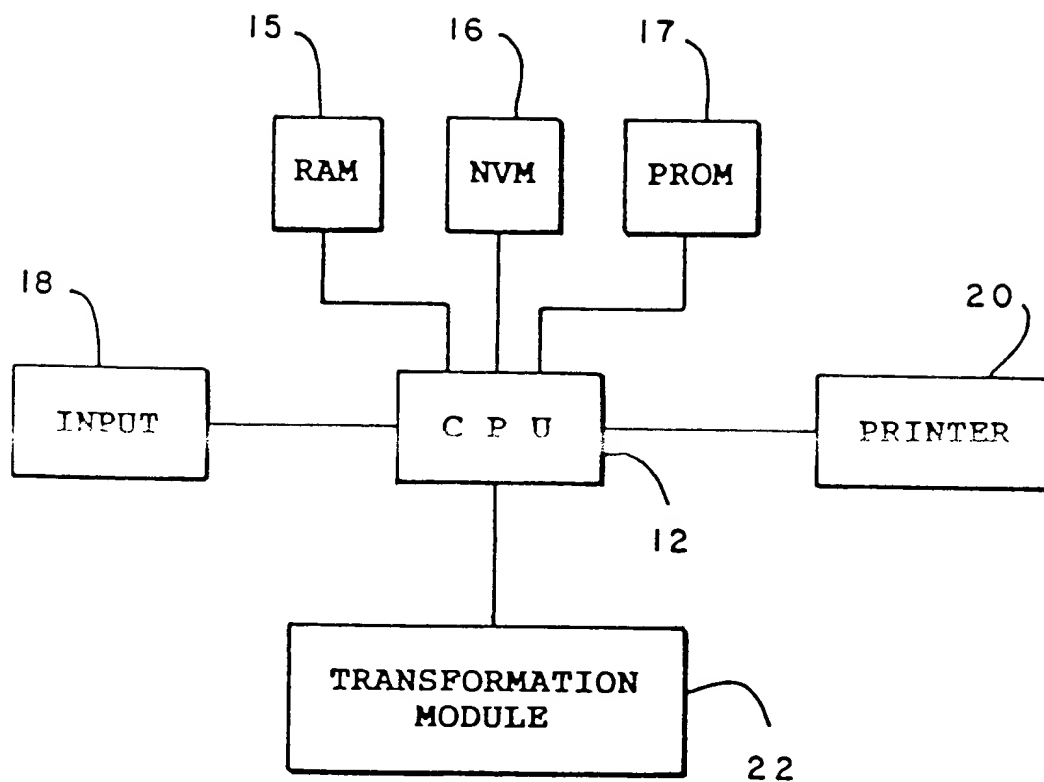 15
16
17
RAM
NVM
PROM
18
20
INPUT
C P U
PRINTER
12
TRANSFORMATION
MODULE
22